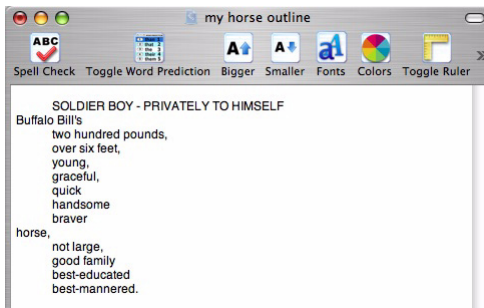 my horse outline
ABC
Spell Check Toggle Word Prediction Bigger Smaller Fonts Colors Toggle Ruler
SOLDIER BOY - PRIVATELY TO HIMSELF
Buffalo Bill's
two hundred pounds,
over six feet,
young,
graceful,
quick
handsome
braver
horse,
not large,
good family
best-educated
best-mannered.